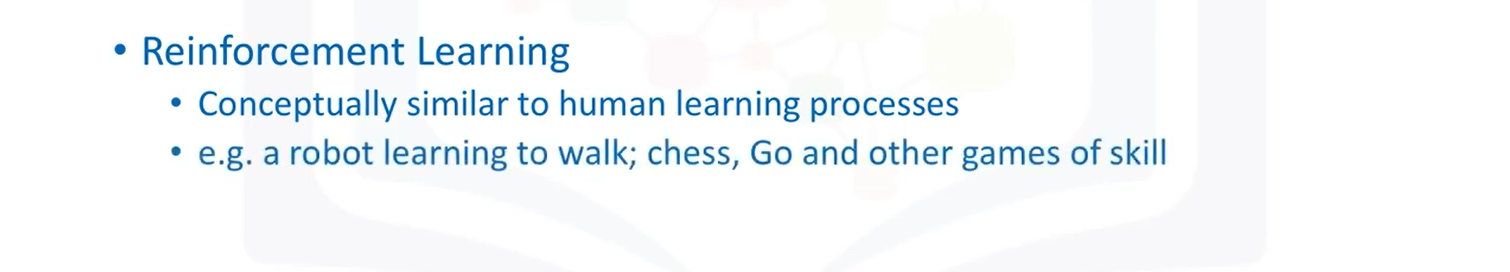 • Reinforcement Learning
• Conceptually similar to human learning processes
• e.g. a robot learning to walk; chess, Go and other games of skill